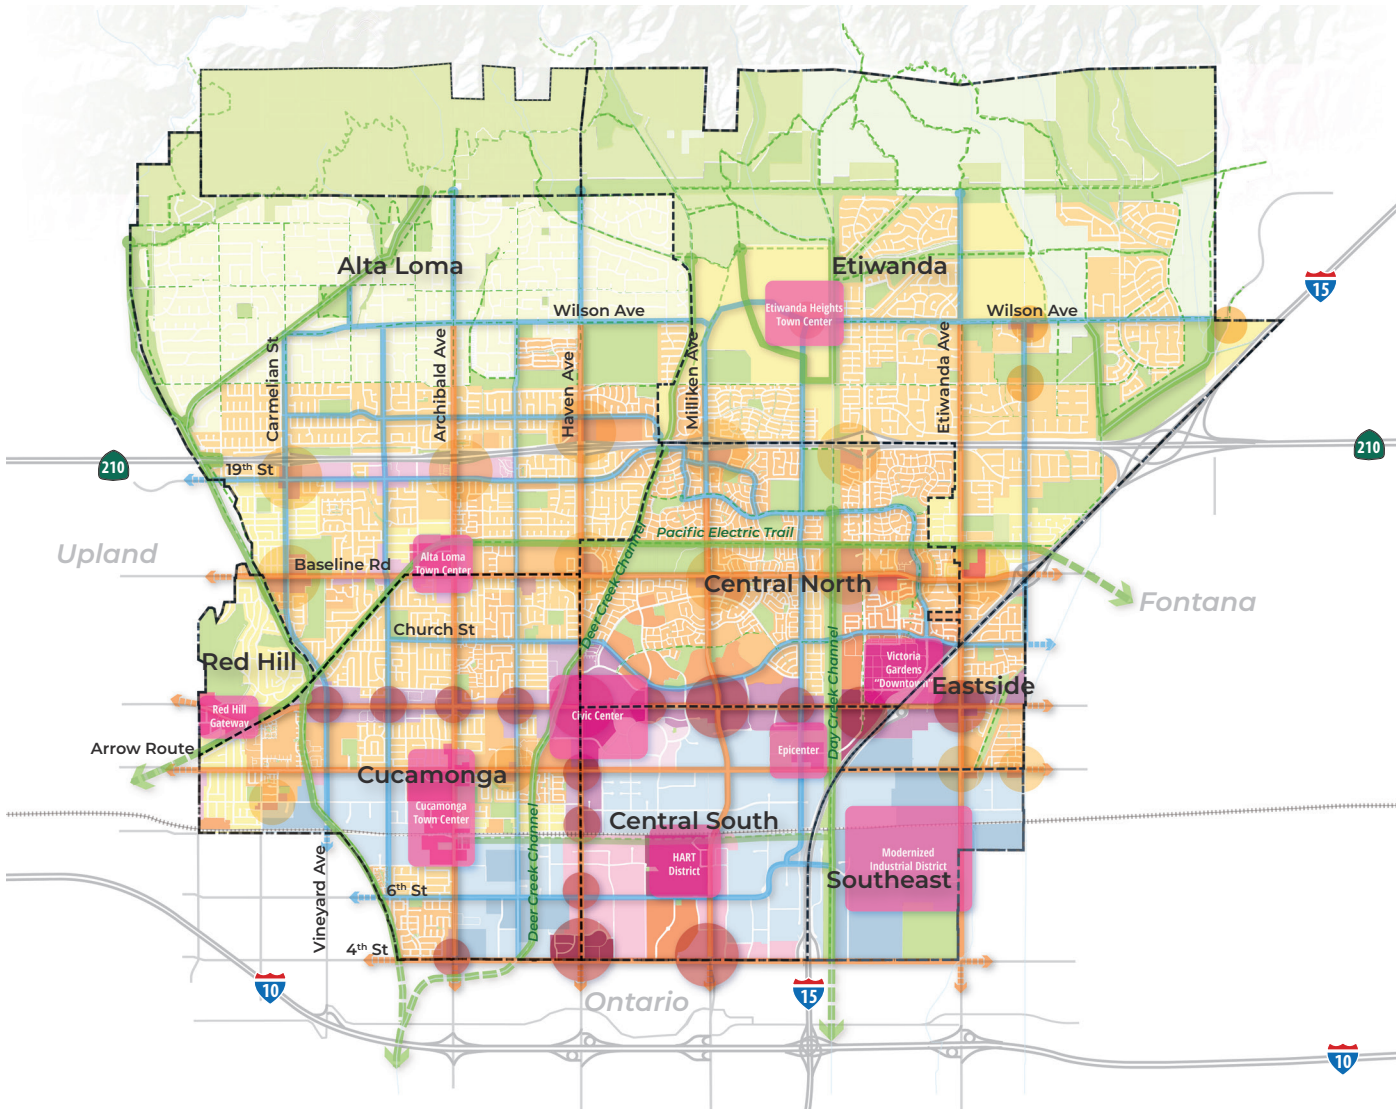 Alta Loma
Etiwanda
15
Etiwanda Heights
Town Center
Wilson Ave
Wilson Ave
Carmelian St
Archibald Ave
Haven Ave
Milliken Ave
Etiwanda Ave
210
210
19th St
Upland
Pacific Electric Trail
Alta Loma
Town Center
Baseline Rd
Deer Creek Channel
Central North
Fontana
Church St
Red Hill
Victoria
Gardens
"Downtown"
Day Creek Channel
Eastside
Red Hill
Gateway
Civic Center
Arrow Route
Epicenter
Cucamonga
Cucamonga
Town Center
Central South
Deer Creek Channel
HART
District
Modernized
Industrial District
Southeast
Vineyard Ave
6th St
4th St
10
Ontario
15
10